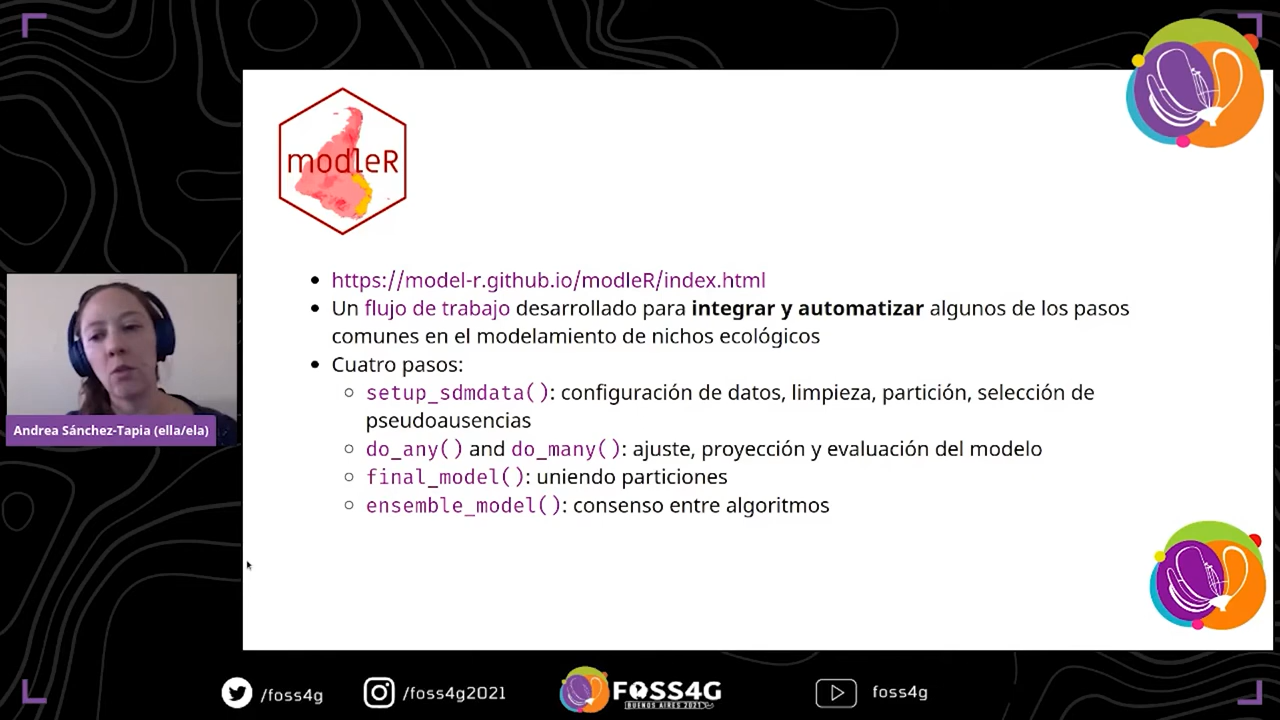 modleR
https://model-r.github.io/modleR/index.html
Un flujo de trabajo desarrollado para integrar y automatizar algunos de los pasos
comunes en el modelamiento de nichos ecológicos
Cuatro pasos:
setup_sdmdata(): configuración de datos, limpieza, partición, selección de
pseudoausencias
do_any() and do_many(): ajuste, proyección y evaluación del modelo
final_model(): uniendo particiones
ensemble_model(): consenso entre algoritmos
Andrea Sánchez-Tapia (ella/ela)
/foss4g
/foss4g2021
FOSS4G
BUENOS AIRES 2021
foss4g